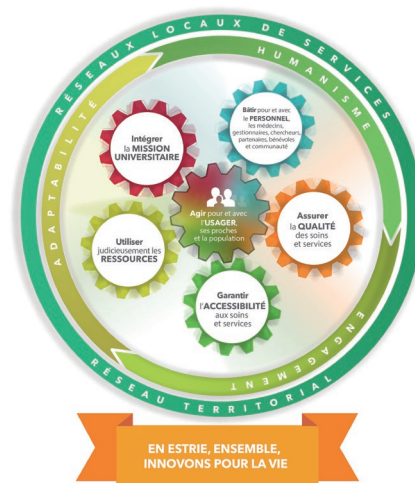 RÉSEAUX LOCAUX DE SERVICES
HUMANISME
ADAPTABILITÉ
Bâtir pour et avec
le PERSONNEL,
les médecins,
gestionnaires, chercheurs,
partenaires, bénévoles
et communauté
Intégrer
la MISSION
UNIVERSITAIRE
Agir pour et avec
l'USAGER,
ses proches
et la population
Assurer
la QUALITÉ
des soins
et services
Utiliser
judicieusement les
RESSOURCES
Garantir
l'ACCESSIBILITÉ
aux soins
et services
ENGAGEMENT
RÉSEAU TERRITORIAL
EN ESTRIE, ENSEMBLE,
INNOVONS POUR LA VIE